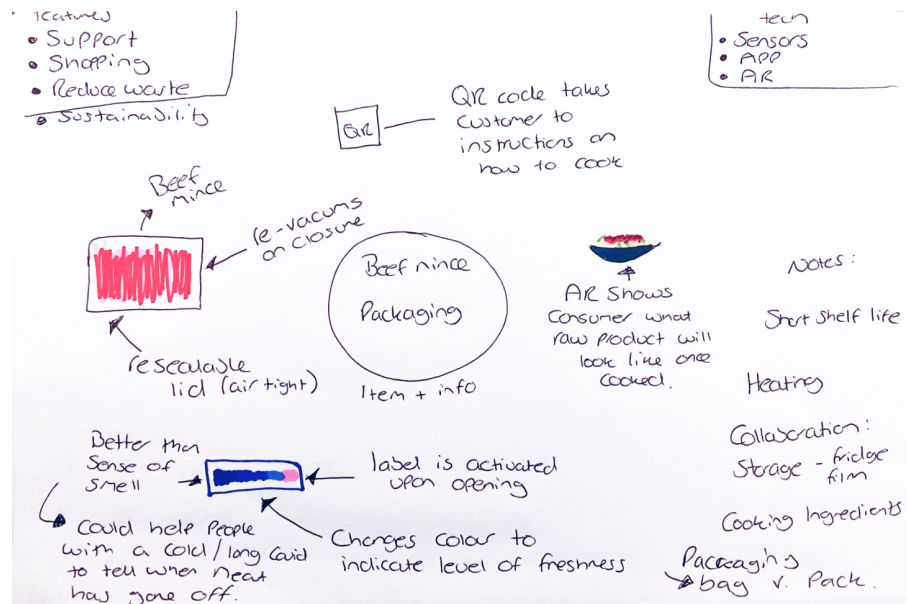 features
• Support
• Shopping
• Reduce waste
• Sustainability
tech
• Sensors
• APP
• AR
QR
QR code takes
customer to
instructions on
how to cook
Beef
mince
re-vacums
on closure
resealable
lid (air tight)
Beef mince
Packaging
Item + info
AR Shows
Consumer what
raw product will
look like once
cooked.
Notes:
Short shelf life
Heating
Collaboration:
Storage - fridge
film
Cooking Ingredients
Packaging
bag v. Pack.
Better than
Sense of
smell
label is activated
upon opening
Could help People
with a cold/long Covid
to tell when meat
has gone off.
Changes colour to
indicate level of freshness